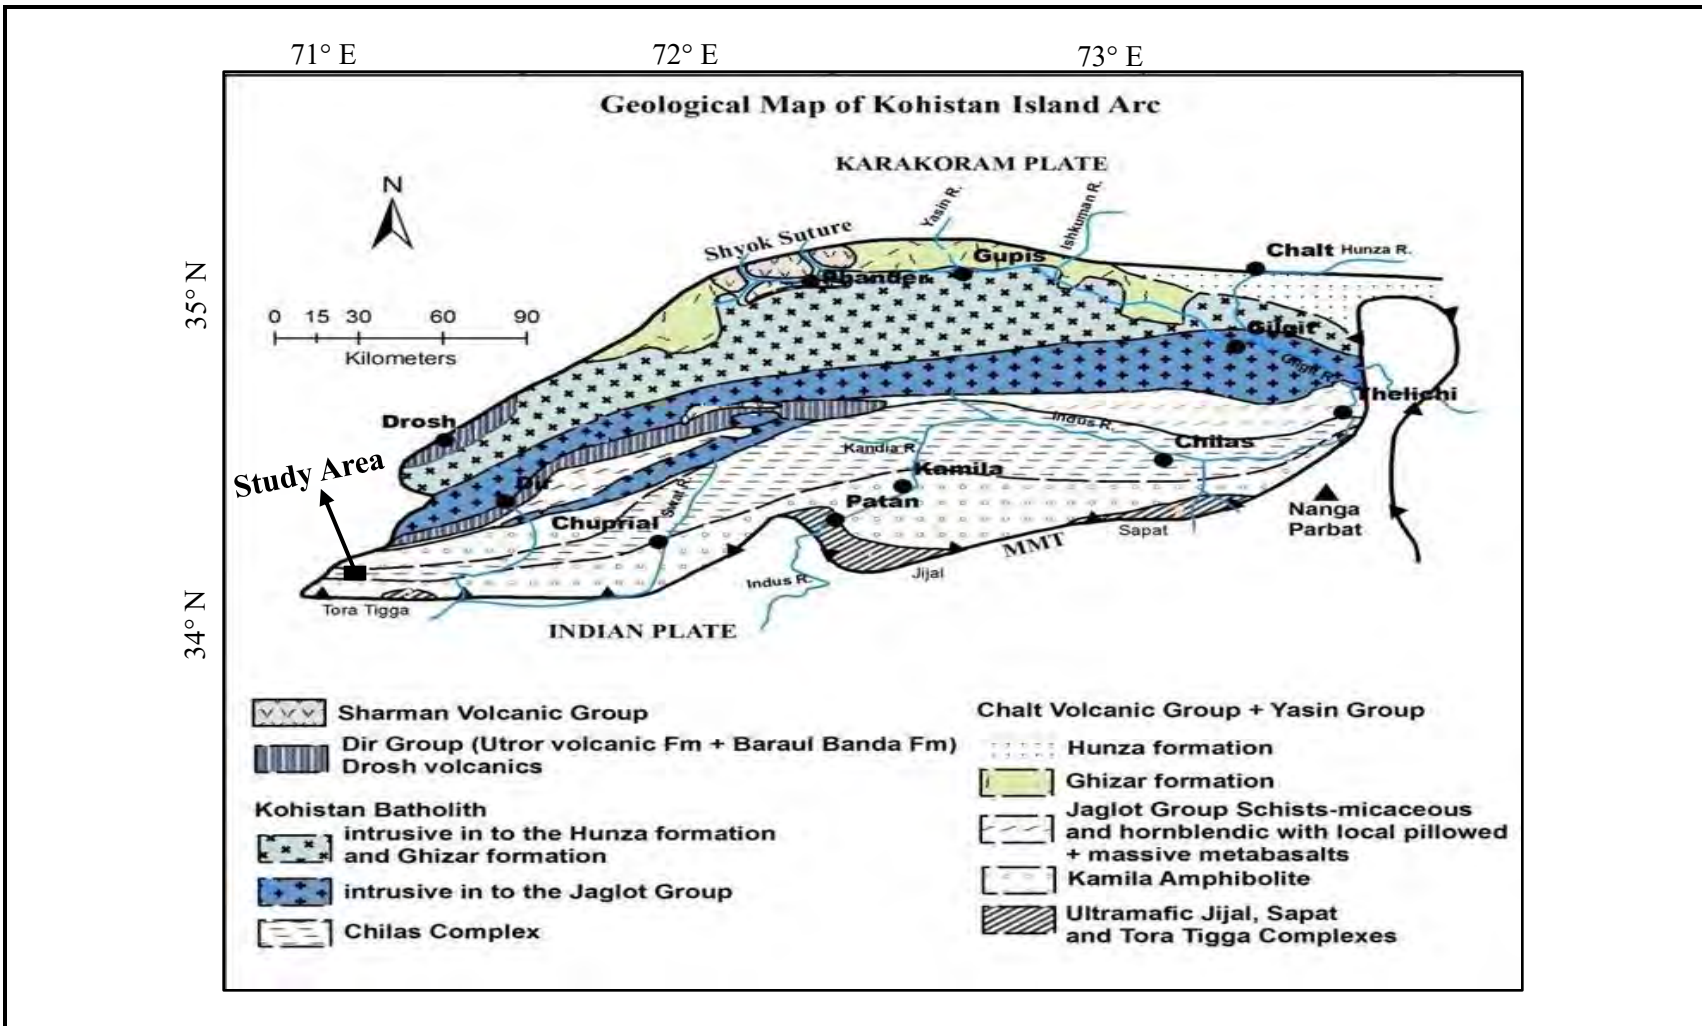 71° E 72° E 73° E
Geological Map of Kohistan Island Arc
KARAKORAM PLATE
N
Yasin R.
Ishkuman R.
Shyok Suture
Chalt Hunza R.
Gupis
Phander
35° N
0 15 30 60 90
Kilometers
Gilgit
Gilgit R.
Thelichi
Drosh
Indus R.
Chilas
Kandia R.
Study Area
Kamila
Dir
Swat R.
Patan
Nanga
Parbat
Chuprial
Sapat
MMT
Jijal
Indus R.
Tora Tigga
34° N
INDIAN PLATE
Sharman Volcanic Group
Dir Group (Utror volcanic Fm + Baraul Banda Fm)
Drosh volcanics
Kohistan Batholith
intrusive in to the Hunza formation
and Ghizar formation
intrusive in to the Jaglot Group
Chilas Complex
Chalt Volcanic Group + Yasin Group
Hunza formation
Ghizar formation
Jaglot Group Schists-micaceous
and hornblendic with local pillowed
+ massive metabasalts
Kamila Amphibolite
Ultramafic Jijal, Sapat
and Tora Tigga Complexes